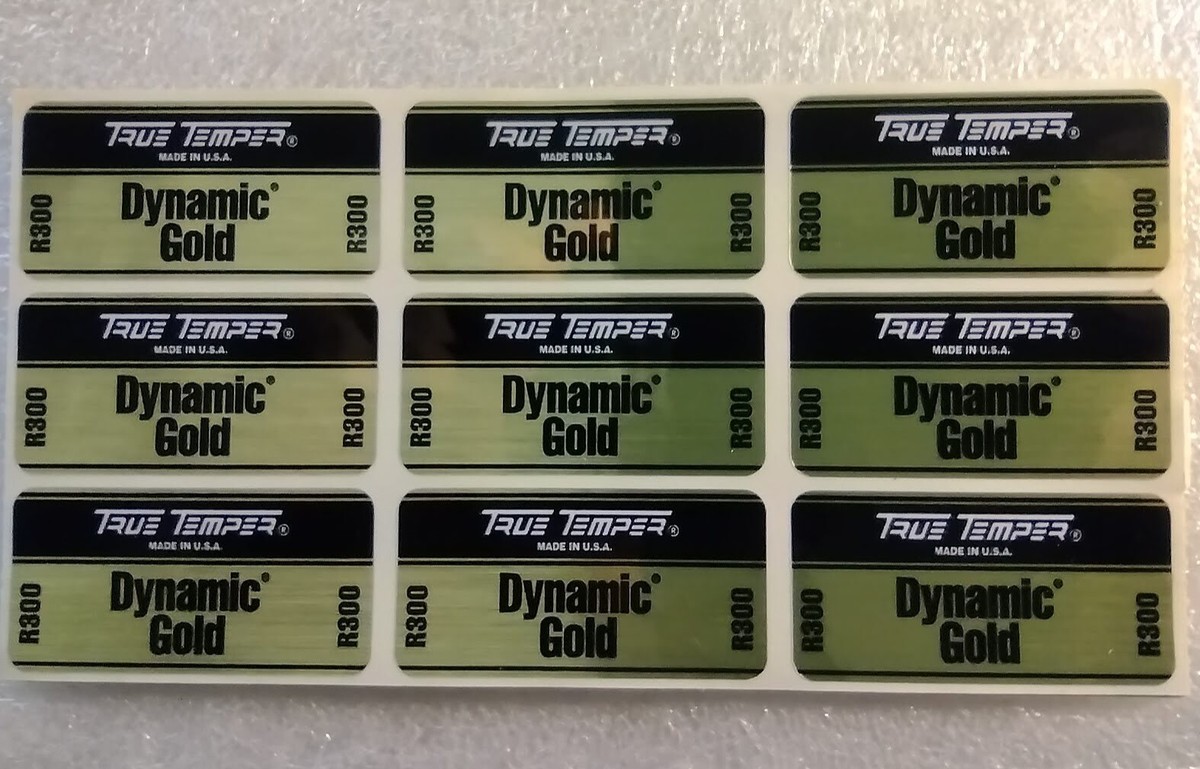 TRUE TEMPER®
MADE IN U.S.A.
R300
Dynamic®
Gold
R300
TRUE TEMPER®
MADE IN U.S.A.
R300
Dynamic®
Gold
R300
TRUE TEMPER®
MADE IN U.S.A.
R300
Dynamic®
Gold
R300
TRUE TEMPER®
MADE IN U.S.A.
R300
Dynamic®
Gold
R300
TRUE TEMPER®
MADE IN U.S.A.
R300
Dynamic®
Gold
R300
TRUE TEMPER®
MADE IN U.S.A.
R300
Dynamic®
Gold
R300
TRUE TEMPER®
MADE IN U.S.A.
R300
Dynamic®
Gold
R300
TRUE TEMPER®
MADE IN U.S.A.
R300
Dynamic®
Gold
R300
TRUE TEMPER®
MADE IN U.S.A.
R300
Dynamic®
Gold
R300